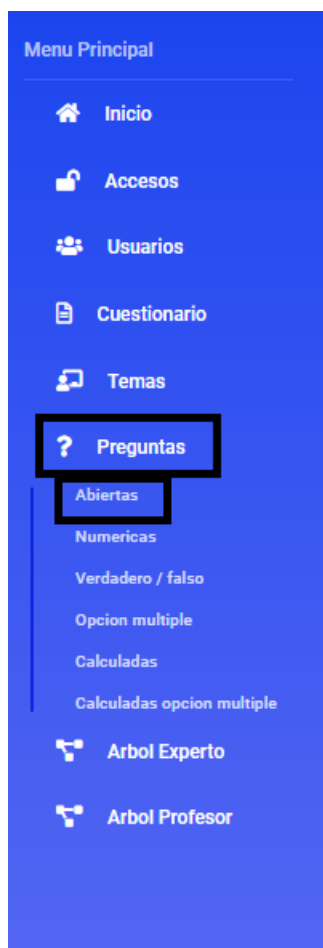 Menu Principal
Inicio
Accesos
Usuarios
Cuestionario
Temas
? Preguntas
Abiertas
Numericas
Verdadero / falso
Opcion multiple
Calculadas
Calculadas opcion multiple
Arbol Experto
Arbol Profesor